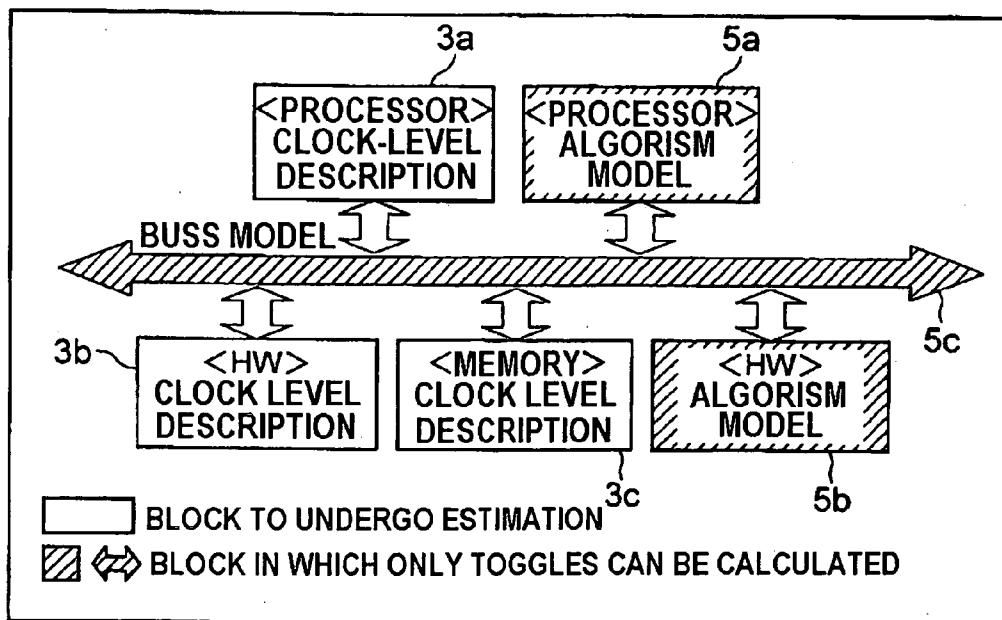 3a
5a
<PROCESSOR>
CLOCK-LEVEL
DESCRIPTION
<PROCESSOR>
ALGORISM
MODEL
BUSS MODEL
5c
3b
<HW>
CLOCK LEVEL
DESCRIPTION
<MEMORY>
CLOCK LEVEL
DESCRIPTION
<HW>
ALGORISM
MODEL
3c
5b
BLOCK TO UNDERGO ESTIMATION
BLOCK IN WHICH ONLY TOGGLES CAN BE CALCULATED